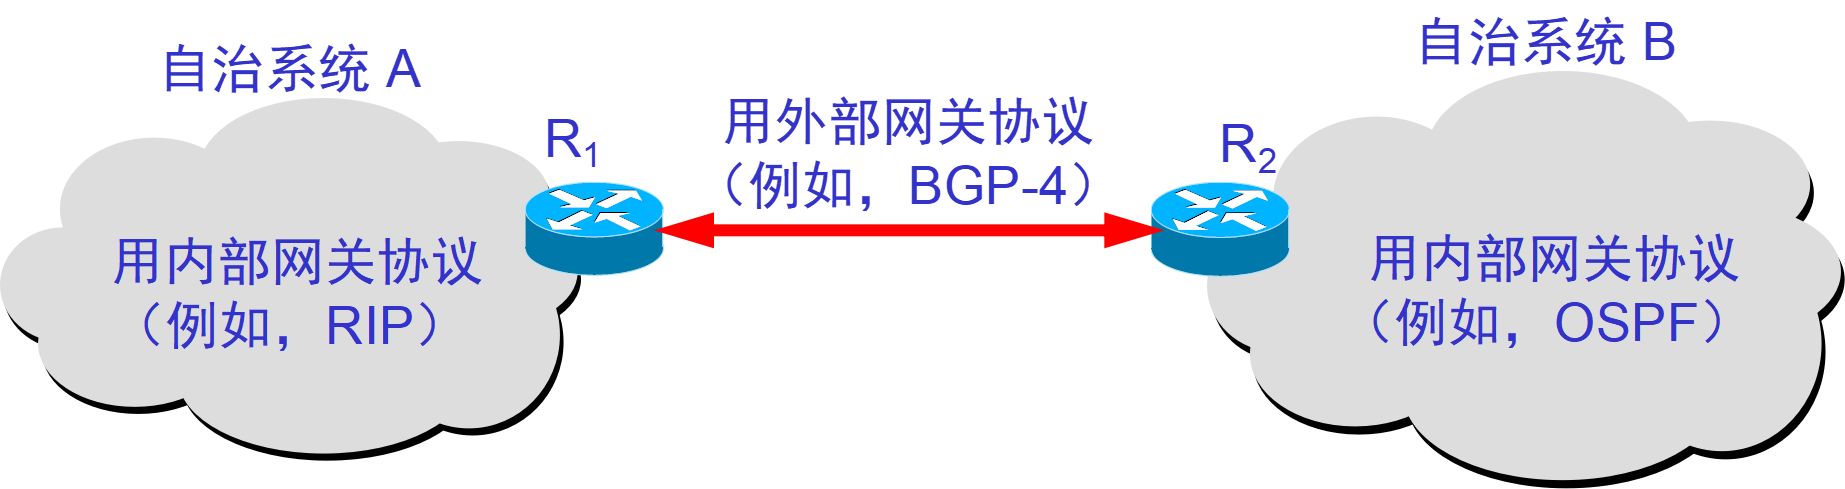 自治系统 A
自治系统 B
R1
用外部网关协议
（例如，BGP-4）
R2
用内部网关协议
（例如，RIP）
用内部网关协议
（例如，OSPF）